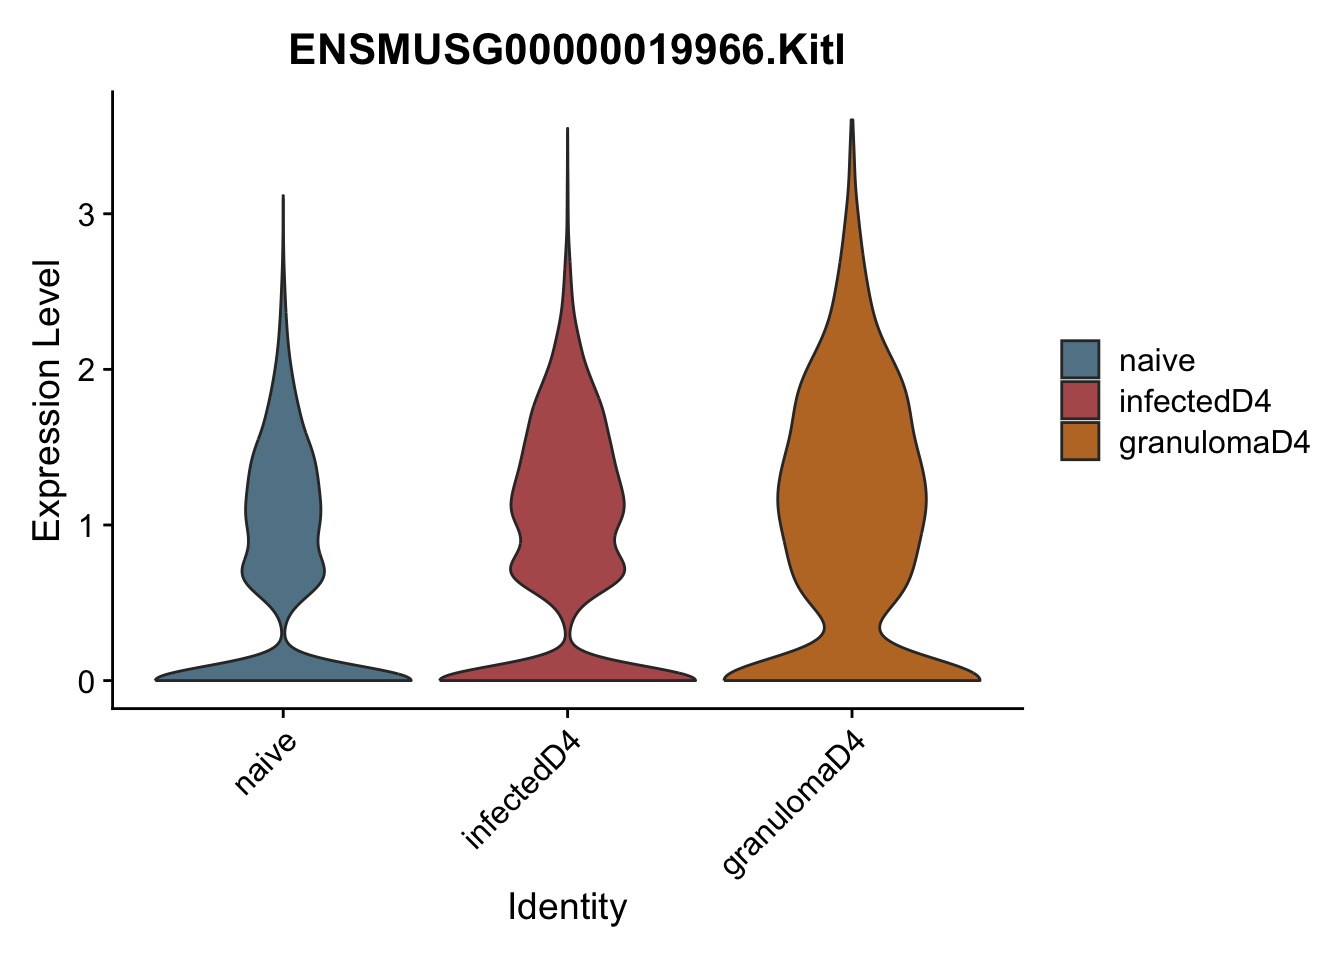 ENSMUSG00000019966.Kitl
Expression Level
3
2
1
0
naive
infectedD4
granulomaD4
Identity
naive
infectedD4
granulomaD4